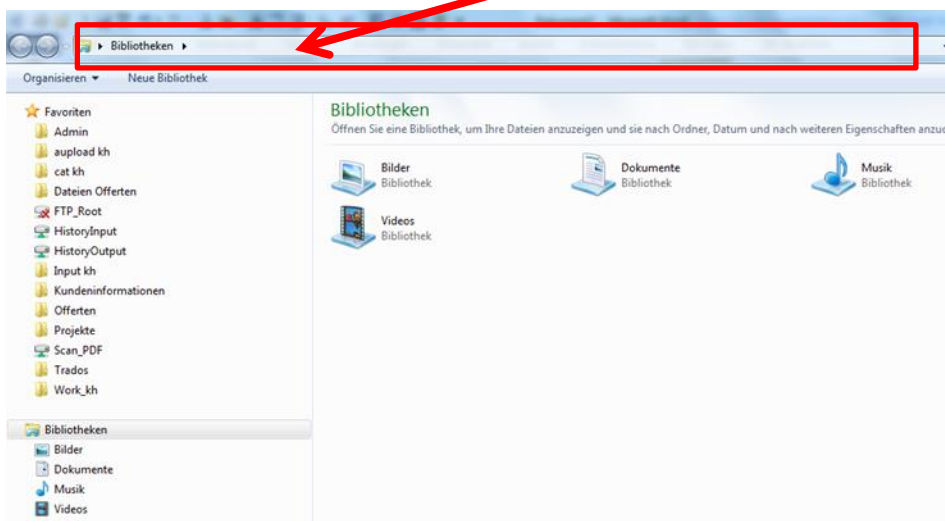 Bibliotheken
Organisieren Neue Bibliothek
Favoriten
Admin
aupload kh
cat kh
Dateien Offerten
FTP_Root
HistoryInput
HistoryOutput
Input kh
Kundeninformationen
Offerten
Projekte
Scan_PDF
Trados
Work_kh
Bibliotheken
Bilder
Dokumente
Musik
Videos
Bibliotheken
Öffnen Sie eine Bibliothek, um Ihre Dateien anzuzeigen und sie nach Ordner, Datum und nach weiteren Eigenschaften
Bilder
Bibliothek
Dokumente
Bibliothek
Musik
Bibliothek
Videos
Bibliothek